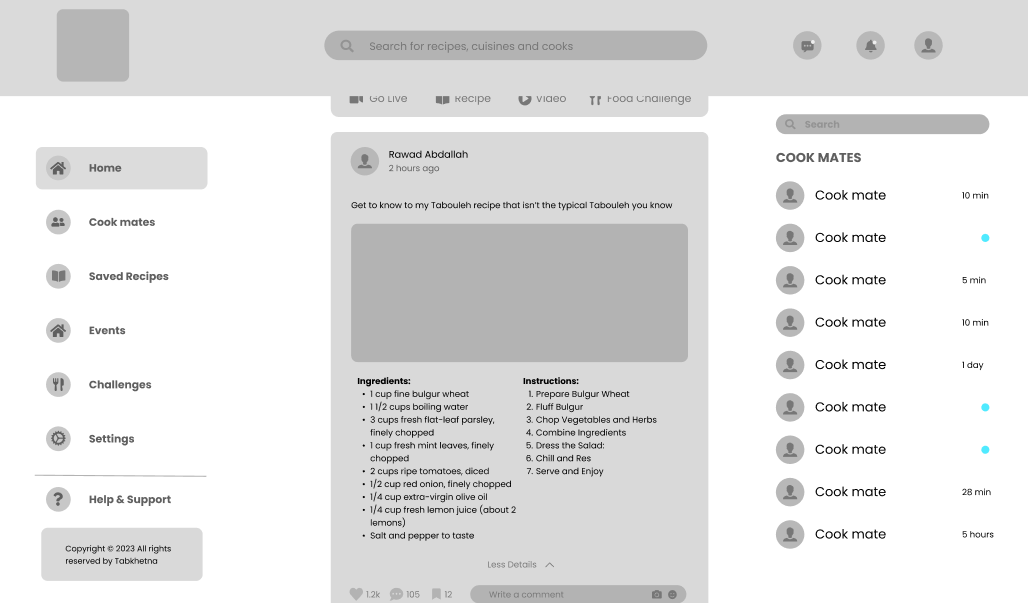 Search for recipes, cuisines and cooks
Go Live
Recipe
Video
Food Challenge
Home
Cook mates
Saved Recipes
Events
Challenges
Settings
?
Help & Support
Copyright © 2023 All rights
reserved by Tabkhetna
Rawad Abdallah
2 hours ago
Get to know to my Tabouleh recipe that isn't the typical Tabouleh you know
Ingredients:
• 1 cup fine bulgur wheat
• 1 1/2 cups boiling water
• 3 cups fresh flat-leaf parsley,
finely chopped
• 1 cup fresh mint leaves, finely
chopped
• 2 cups ripe tomatoes, diced
• 1/2 cup red onion, finely chopped
• 1/4 cup extra-virgin olive oil
• 1/4 cup fresh lemon juice (about 2
lemons)
• Salt and pepper to taste
Instructions:
1. Prepare Bulgur Wheat
2. Fluff Bulgur
3. Chop Vegetables and Herbs
4. Combine Ingredients
5. Dress the Salad:
6. Chill and Res
7. Serve and Enjoy
Less Details
1.2k
105
12
Write a comment
Search
COOK MATES
Cook mate 10 min
Cook mate
Cook mate 5 min
Cook mate 10 min
Cook mate 1 day
Cook mate
Cook mate
Cook mate 28 min
Cook mate 5 hours